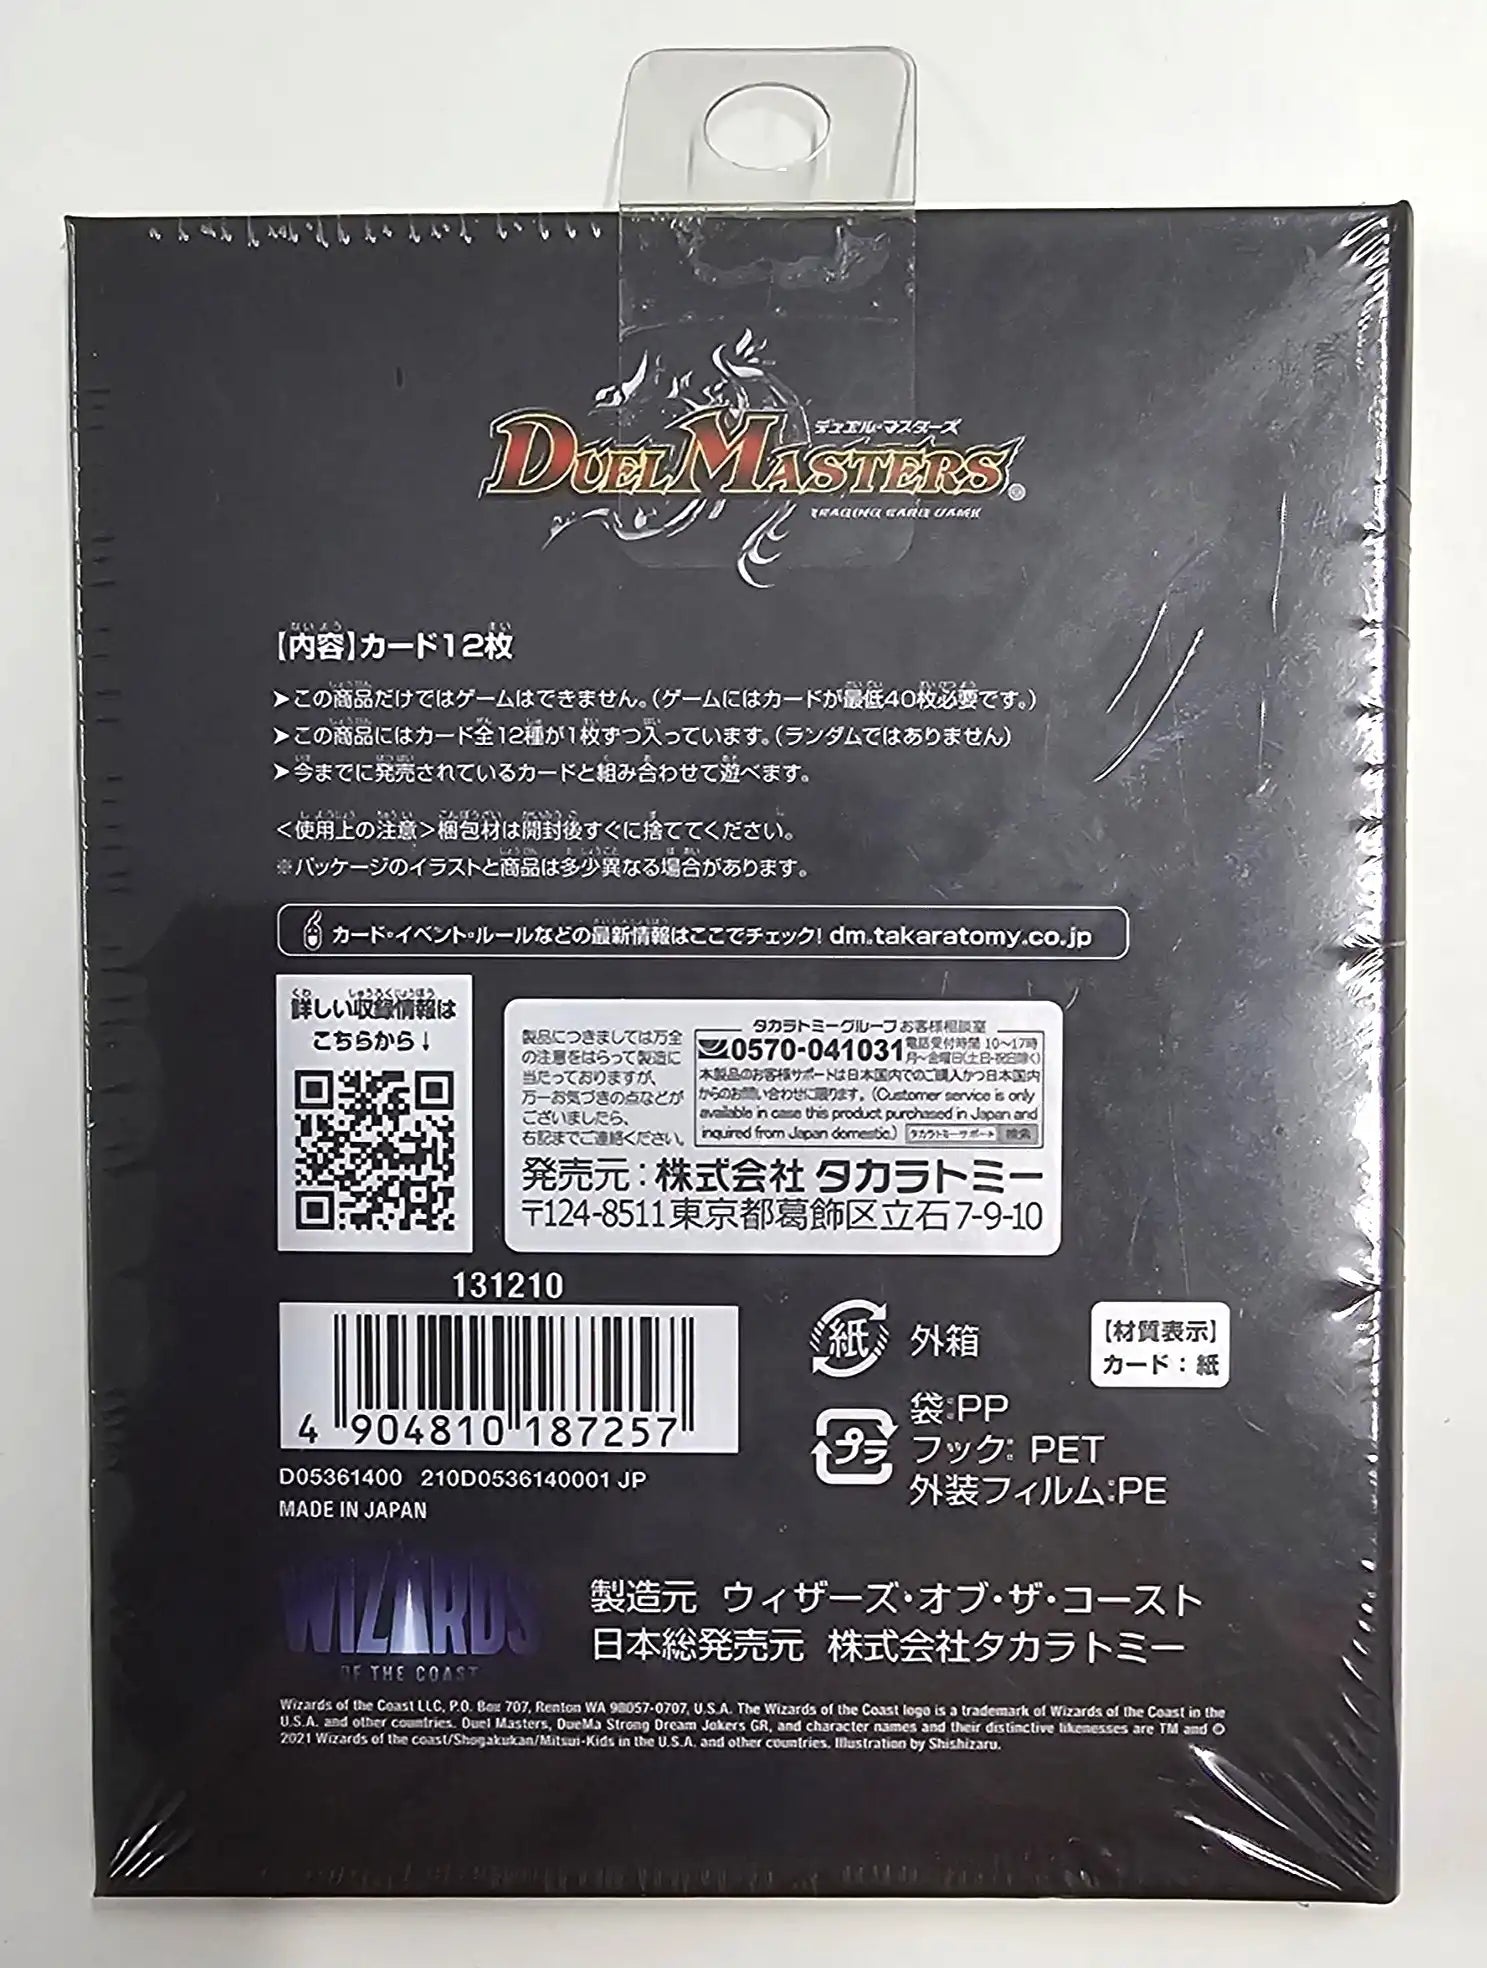 デュエル・マスターズ
DUEL MASTERS®
TRADING CARD GAME
【内容】カード12枚
➤この商品だけではゲームはできません。(ゲームにはカードが最低40枚必要です。)
➤この商品にはカード全12種が1枚ずつ入っています。(ランダムではありません)
➤今までに発売されているカードと組み合わせて遊べます。
<使用上の注意>梱包材は開封後すぐに捨ててください。
※パッケージのイラストと商品は多少異なる場合があります。
カード・イベント・ルールなどの最新情報はここでチェック! dm.takaratomy.co.jp
詳しい収録情報は
こちらから↓
製品につきましては万全
の注意をはらって製造に
当たっておりますが、
万一お気づきの点などが
ございましたら、
右記までご連絡ください。
タカラトミーグループお客様相談室
0570-041031 電話受付時間 10〜17時
月〜金曜日(土日・祝日除く)
本製品のお客様サポートは日本国内でのご購入かつ日本国内
からのお問い合わせに限ります。(Customer service is only
available in case this product purchased in Japan and
inquired from Japan domestic.) タカラトミーサポート 検索
発売元:株式会社 タカラトミー
〒124-8511東京都葛飾区立石7-9-10
131210
4 904810 187257
D05361400 210D0536140001 JP
MADE IN JAPAN
紙 外箱
【材質表示】
カード:紙
プラ
袋:PP
フック: PET
外装フィルム:PE
WIZARDS
OF THE COAST
製造元 ウィザーズ・オブ・ザ・コースト
日本総発売元 株式会社タカラトミー
Wizards of the Coast LLC, P.O. Box 707, Renton WA 98057-0707, U.S.A. The Wizards of the Coast logo is a trademark of Wizards of the Coast in the
U.S.A. and other countries. Duel Masters, DueMa Strong Dream Jokers GR, and character names and their distinctive likenesses are TM and ©
2021 Wizards of the coast/Shogakukan/Mitsui-Kids in the U.S.A. and other countries. Illustration by Shishizaru.